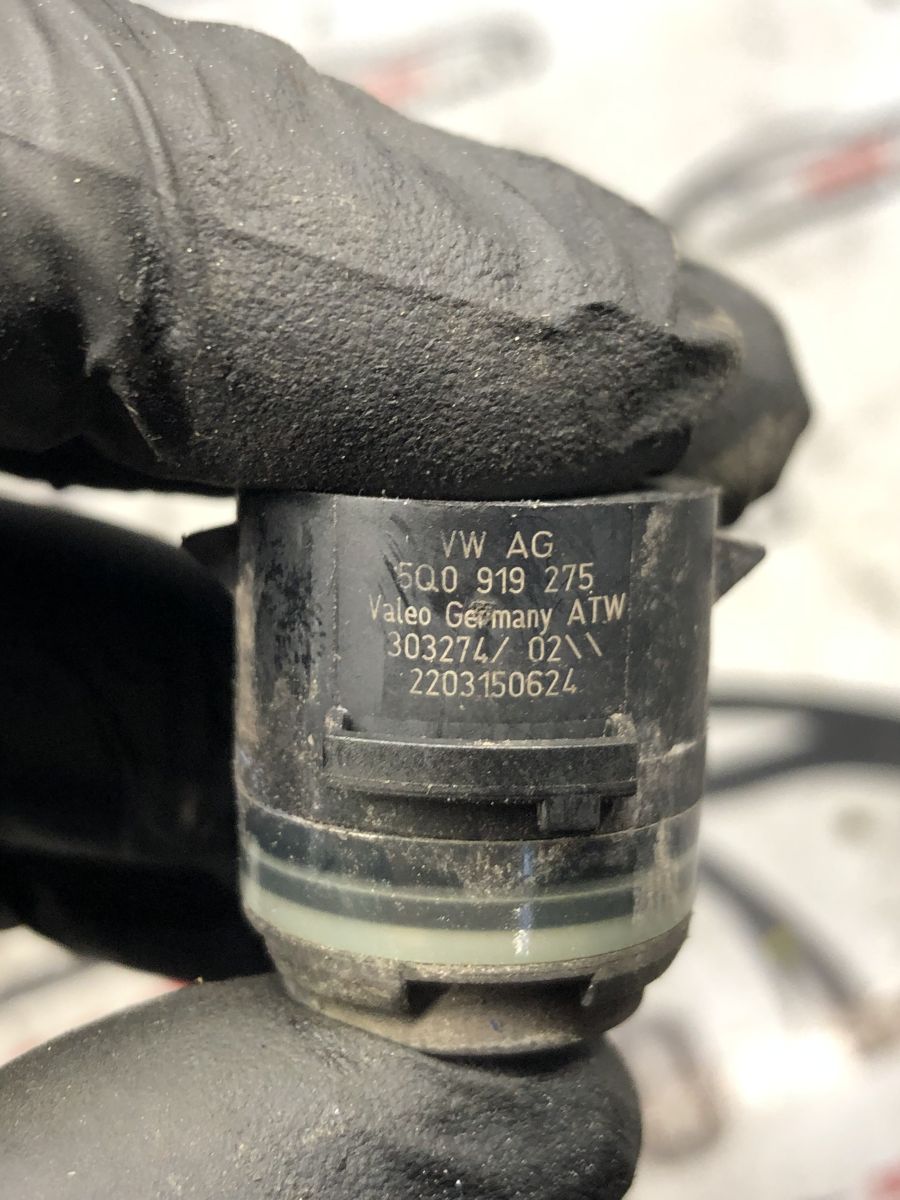 VW AG
5Q0 919 275
Valeo Germany ATW
303274/ 02\\
2203150624